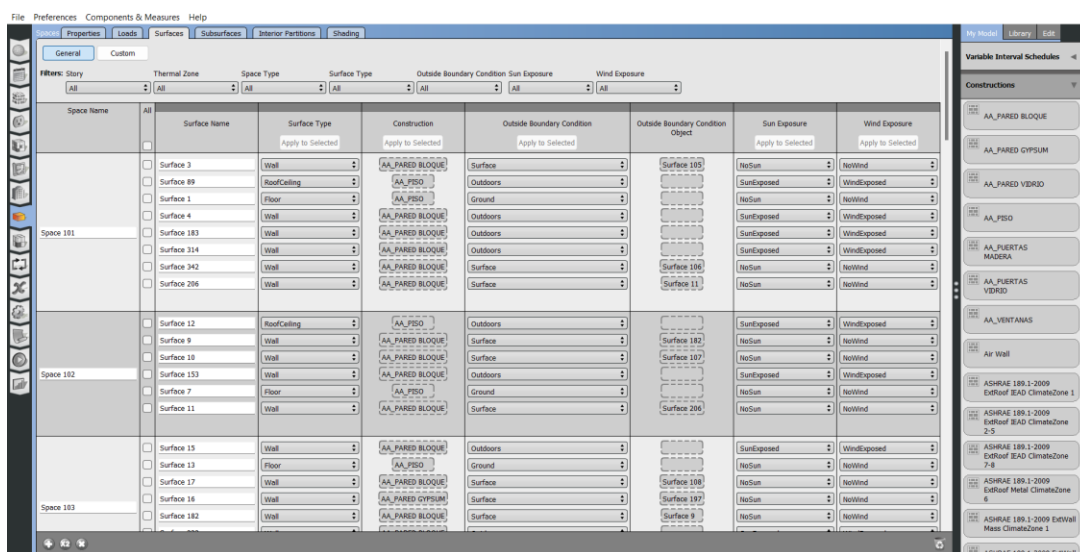 File Preferences Components & Measures Help
Spaces Properties Loads Surfaces Subsurfaces Interior Partitions Shading
My Model Library Edit
General Custom
Filters: Story Thermal Zone Space Type Surface Type Outside Boundary Condition Sun Exposure Wind Exposure
All All All All All All
Space Name All Surface Name Surface Type Construction Outside Boundary Condition Outside Boundary Condition Object Sun Exposure Wind Exposure
Apply to Selected Apply to Selected Apply to Selected Apply to Selected Apply to Selected
Space 101
Surface 3 Wall AA_PARED BLOQUE Surface Surface 105 NoSun NoWind
Surface 89 RoofCeiling AA_PISO Outdoors SunExposed WindExposed
Surface 1 Floor AA_PISO Ground NoSun NoWind
Surface 4 Wall AA_PARED BLOQUE Outdoors SunExposed WindExposed
Surface 183 Wall AA_PARED BLOQUE Outdoors SunExposed WindExposed
Surface 314 Wall AA_PARED BLOQUE Outdoors SunExposed WindExposed
Surface 342 Wall AA_PARED BLOQUE Surface Surface 106 NoSun NoWind
Surface 206 Wall AA_PARED BLOQUE Surface Surface 11 NoSun NoWind
Space 102
Surface 12 RoofCeiling AA_PISO Outdoors SunExposed WindExposed
Surface 9 Wall AA_PARED BLOQUE Surface Surface 182 NoSun NoWind
Surface 10 Wall AA_PARED BLOQUE Surface Surface 107 NoSun NoWind
Surface 153 Wall AA_PARED BLOQUE Outdoors SunExposed WindExposed
Surface 7 Floor AA_PISO Ground NoSun NoWind
Surface 11 Wall AA_PARED BLOQUE Surface Surface 206 NoSun NoWind
Space 103
Surface 15 Wall AA_PARED BLOQUE Outdoors SunExposed WindExposed
Surface 13 Floor AA_PISO Ground NoSun NoWind
Surface 17 Wall AA_PARED BLOQUE Surface Surface 108 NoSun NoWind
Surface 16 Wall AA_PARED GYPSUM Surface Surface 197 NoSun NoWind
Surface 182 Wall AA_PARED BLOQUE Surface Surface 9 NoSun NoWind
Variable Interval Schedules
Constructions
AA_PARED BLOQUE
AA_PARED GYPSUM
AA_PARED VIDRIO
AA_PISO
AA_PUERTAS
MADERA
AA_PUERTAS
VIDRIO
AA_VENTANAS
Air Wall
ASHRAE 189.1-2009
ExtRoof IEAD ClimateZone 1
ASHRAE 189.1-2009
ExtRoof IEAD ClimateZone
2-5
ASHRAE 189.1-2009
ExtRoof IEAD ClimateZone
7-8
ASHRAE 189.1-2009
ExtRoof Metal ClimateZone
6
ASHRAE 189.1-2009 ExtWall
Mass ClimateZone 1